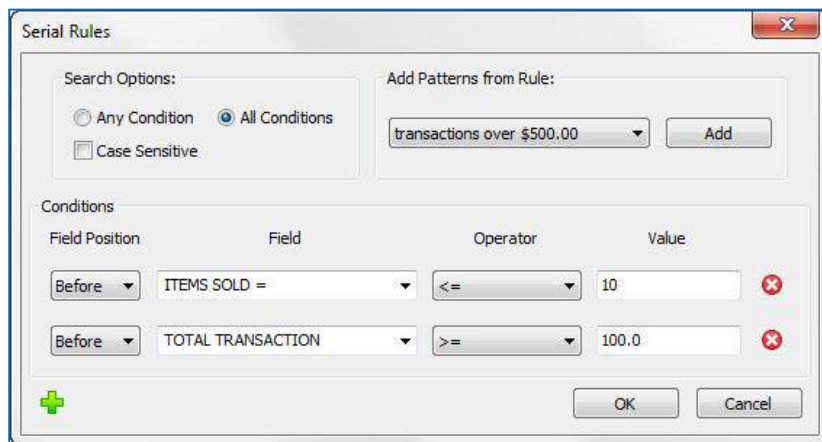 Serial Rules
Search Options:
Any Condition All Conditions
Case Sensitive
Add Patterns from Rule:
transactions over $500.00 Add
Conditions
Field Position Field Operator Value
Before ITEMS SOLD = <= 10
Before TOTAL TRANSACTION >= 100.0
OK Cancel